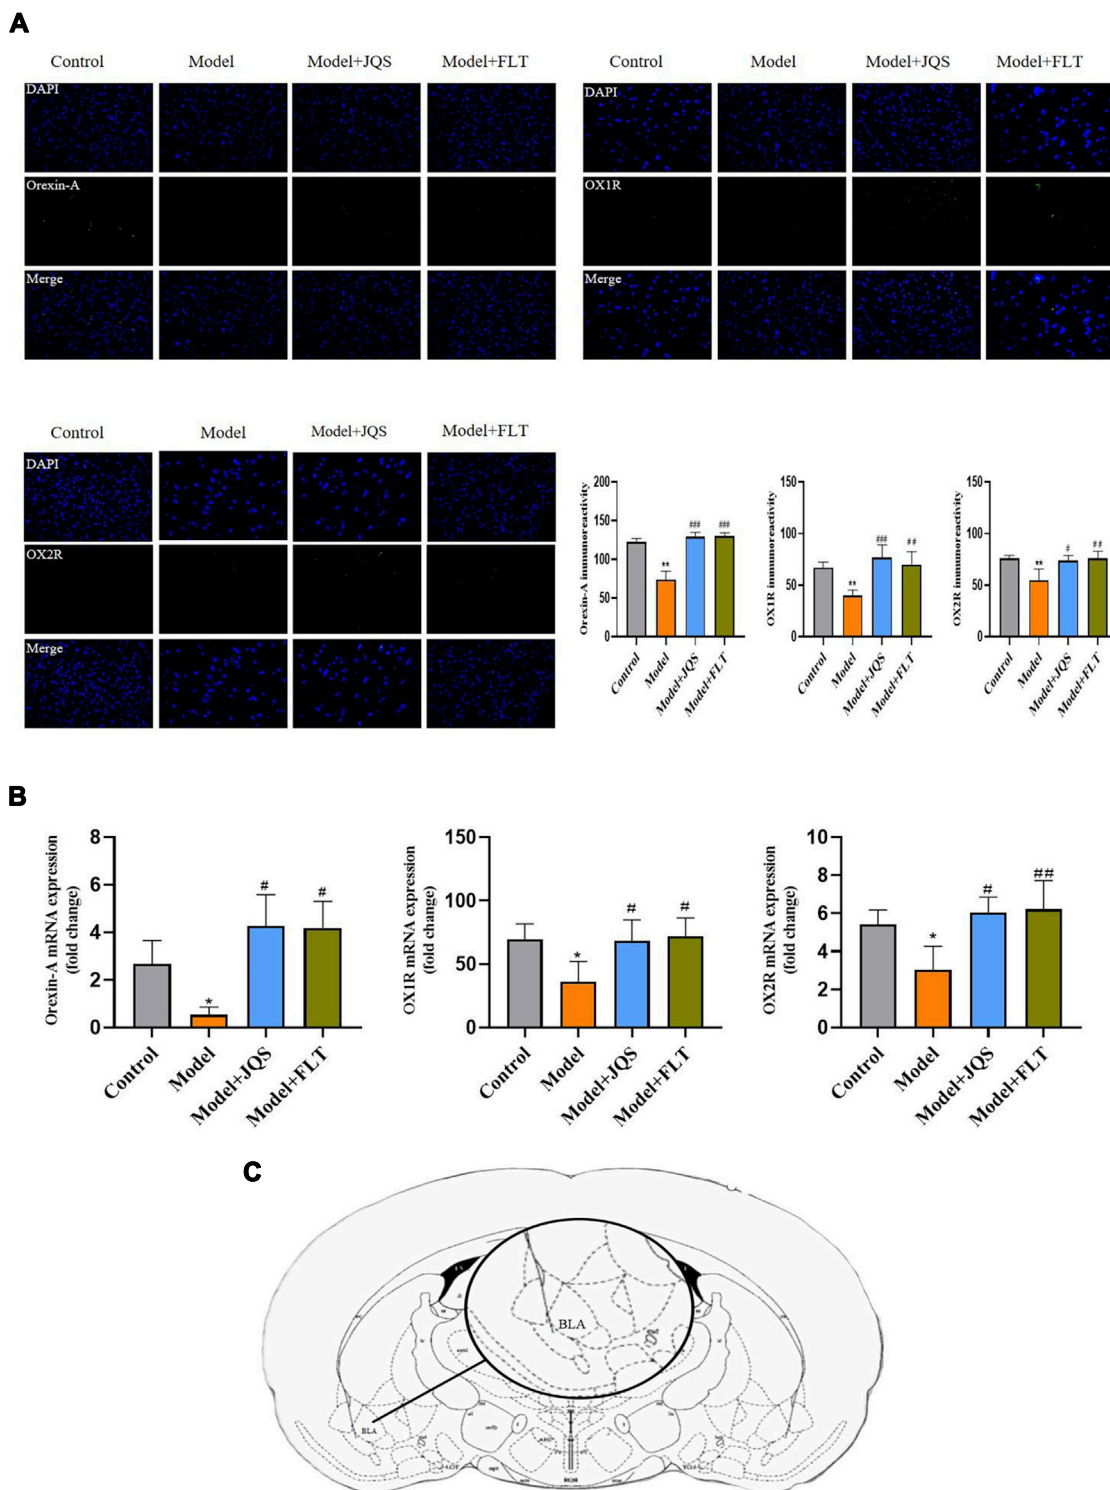 A
Control Model Model+JQS Model+FLT
DAPI
Orexin-A
Merge
Control Model Model+JQS Model+FLT
DAPI
OX1R
Merge
Control Model Model+JQS Model+FLT
DAPI
OX2R
Merge
Orexin-A immunoreactivity
200
150
100
50
0
**
###
###
Control Model Model+JQS Model+FLT
OX1R immunoreactivity
150
100
50
0
**
###
##
Control Model Model+JQS Model+FLT
OX2R immunoreactivity
150
100
50
0
**
#
##
Control Model Model+JQS Model+FLT
B
Orexin-A mRNA expression
(fold change)
8
6
4
2
0
*
#
#
Control Model Model+JQS Model+FLT
OX1R mRNA expression
(fold change)
150
100
50
0
*
#
#
Control Model Model+JQS Model+FLT
OX2R mRNA expression
(fold change)
10
8
6
4
2
0
*
#
##
Control Model Model+JQS Model+FLT
C
BLA
BLA